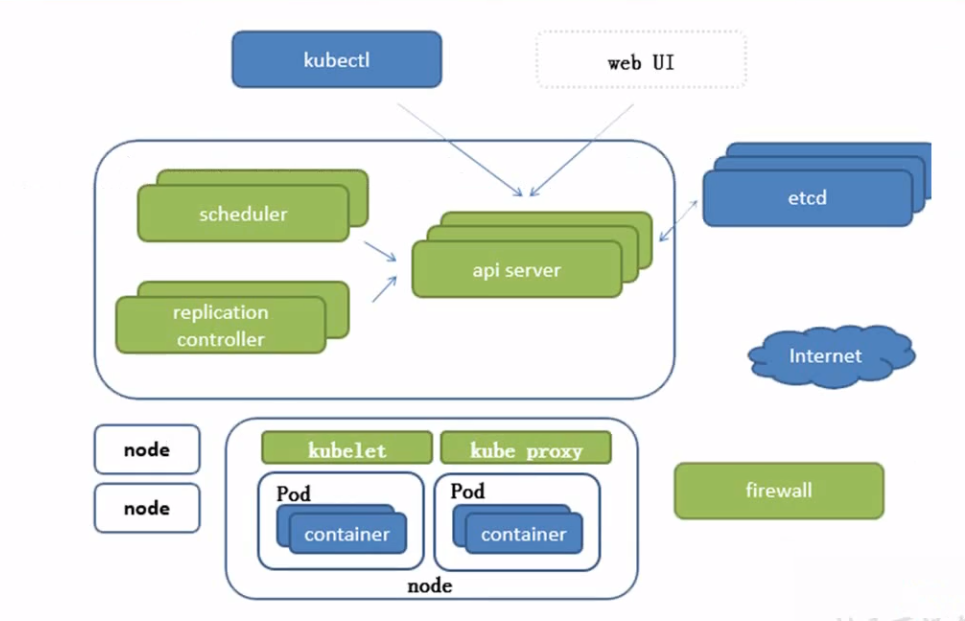 kubectl
web UI
scheduler
api server
etcd
replication
controller
Internet
node
node
kubelet
kube proxy
Pod
container
Pod
container
node
firewall